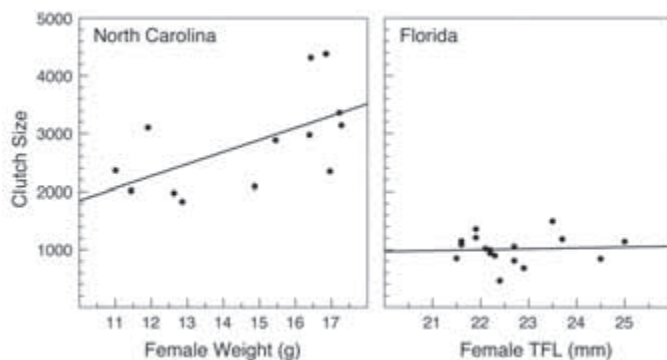 North Carolina
Florida
Clutch Size
5000
4000
3000
2000
1000
11 12 13 14 15 16 17
21 22 23 24 25
Female Weight (g)
Female TFL (mm)